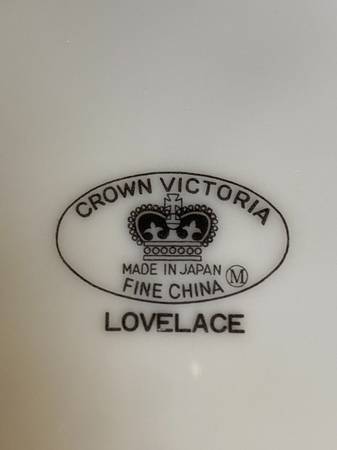 CROWN VICTORIA
MADE IN JAPAN
FINE CHINA Ⓜ
LOVELACE